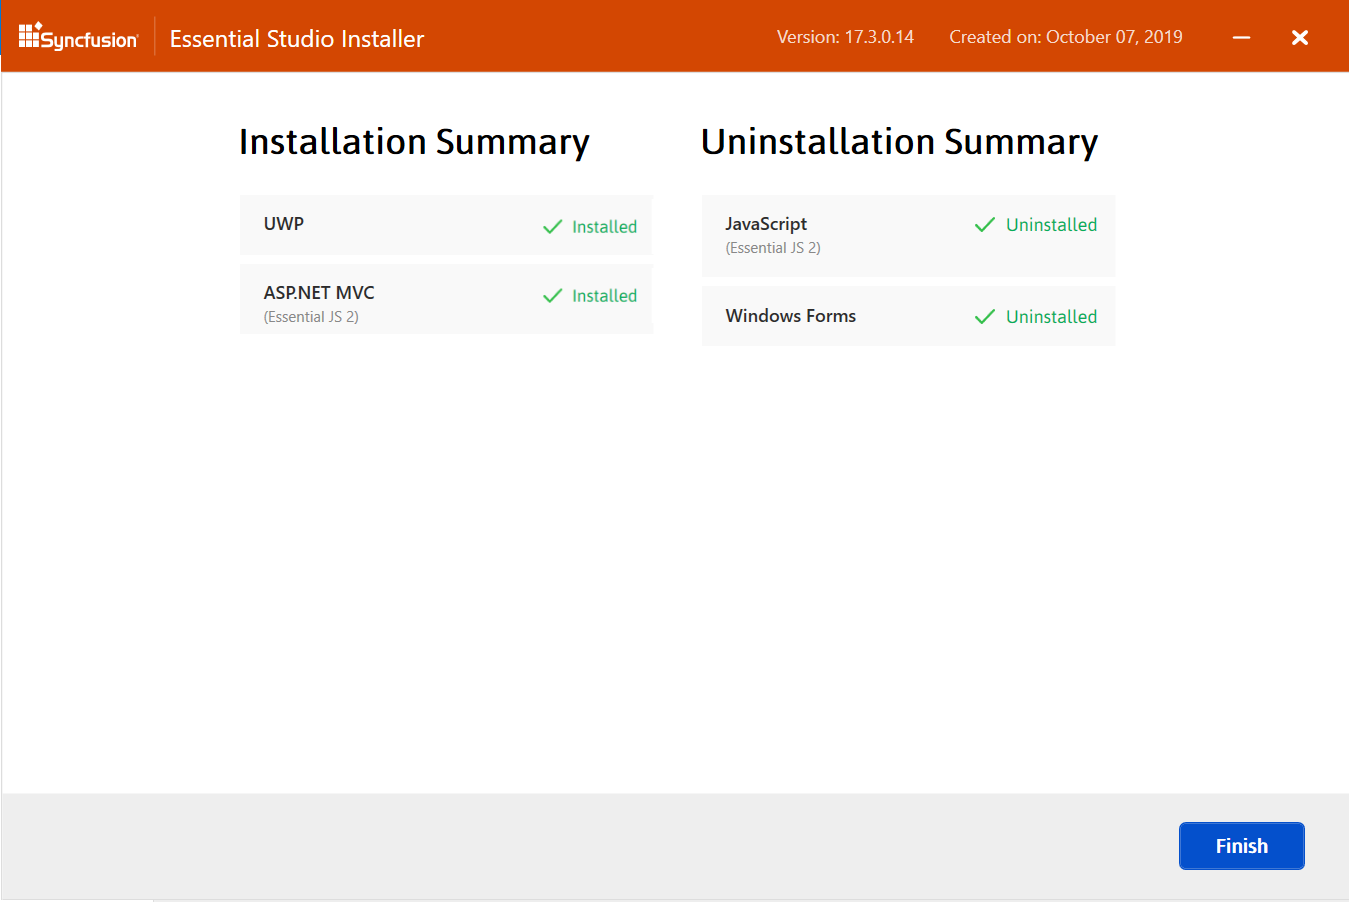 Syncfusion
Essential Studio Installer
Version: 17.3.0.14
Created on: October 07, 2019
Installation Summary
UWP
Installed
ASP.NET MVC
Installed
(Essential JS 2)
Uninstallation Summary
JavaScript
Uninstalled
(Essential JS 2)
Windows Forms
Uninstalled
Finish